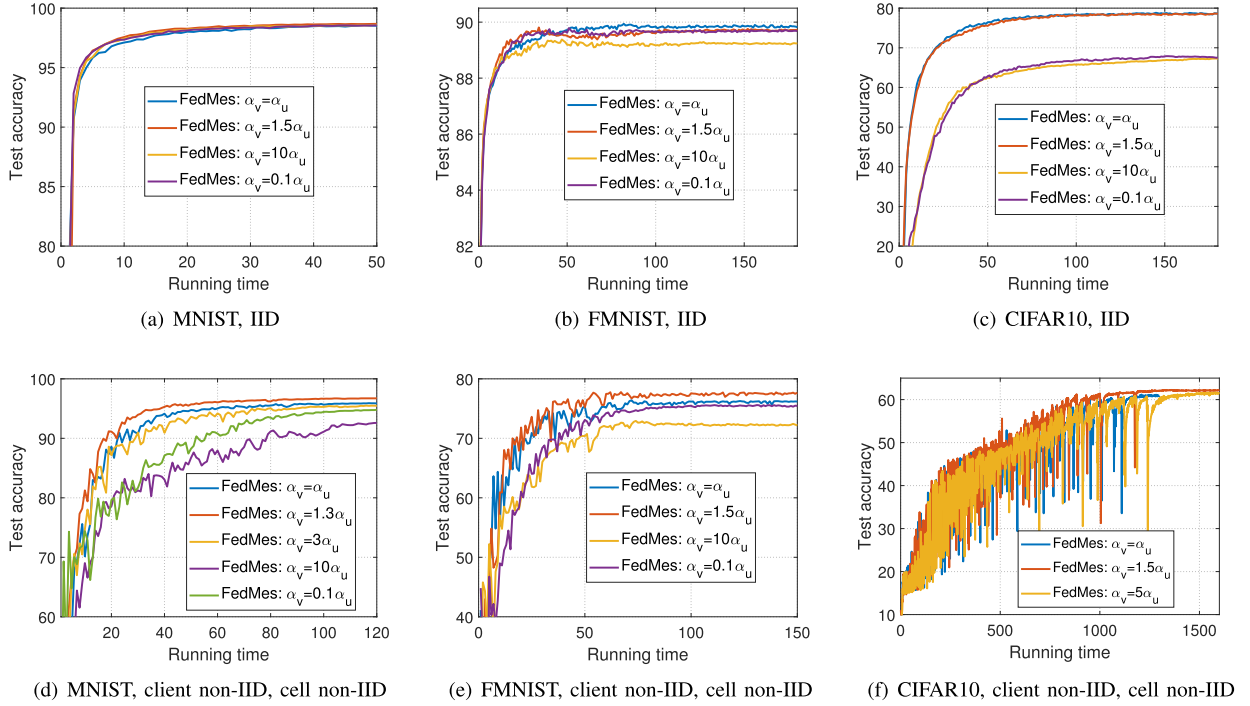 100
95
90
85
80
Test accuracy
0 10 20 30 40 50
Running time
FedMes: αv=αu
FedMes: αv=1.5αu
FedMes: αv=10αu
FedMes: αv=0.1αu
(a) MNIST, IID
90
88
86
84
82
Test accuracy
0 50 100 150
Running time
FedMes: αv=αu
FedMes: αv=1.5αu
FedMes: αv=10αu
FedMes: αv=0.1αu
(b) FMNIST, IID
80
70
60
50
40
30
20
Test accuracy
0 50 100 150
Running time
FedMes: αv=αu
FedMes: αv=1.5αu
FedMes: αv=10αu
FedMes: αv=0.1αu
(c) CIFAR10, IID
100
90
80
70
60
Test accuracy
20 40 60 80 100 120
Running time
FedMes: αv=αu
FedMes: αv=1.3αu
FedMes: αv=3αu
FedMes: αv=10αu
FedMes: αv=0.1αu
(d) MNIST, client non-IID, cell non-IID
80
70
60
50
40
Test accuracy
0 50 100 150
Running time
FedMes: αv=αu
FedMes: αv=1.5αu
FedMes: αv=10αu
FedMes: αv=0.1αu
(e) FMNIST, client non-IID, cell non-IID
60
50
40
30
20
10
Test accuracy
0 500 1000 1500
Running time
FedMes: αv=αu
FedMes: αv=1.5αu
FedMes: αv=5αu
(f) CIFAR10, client non-IID, cell non-IID